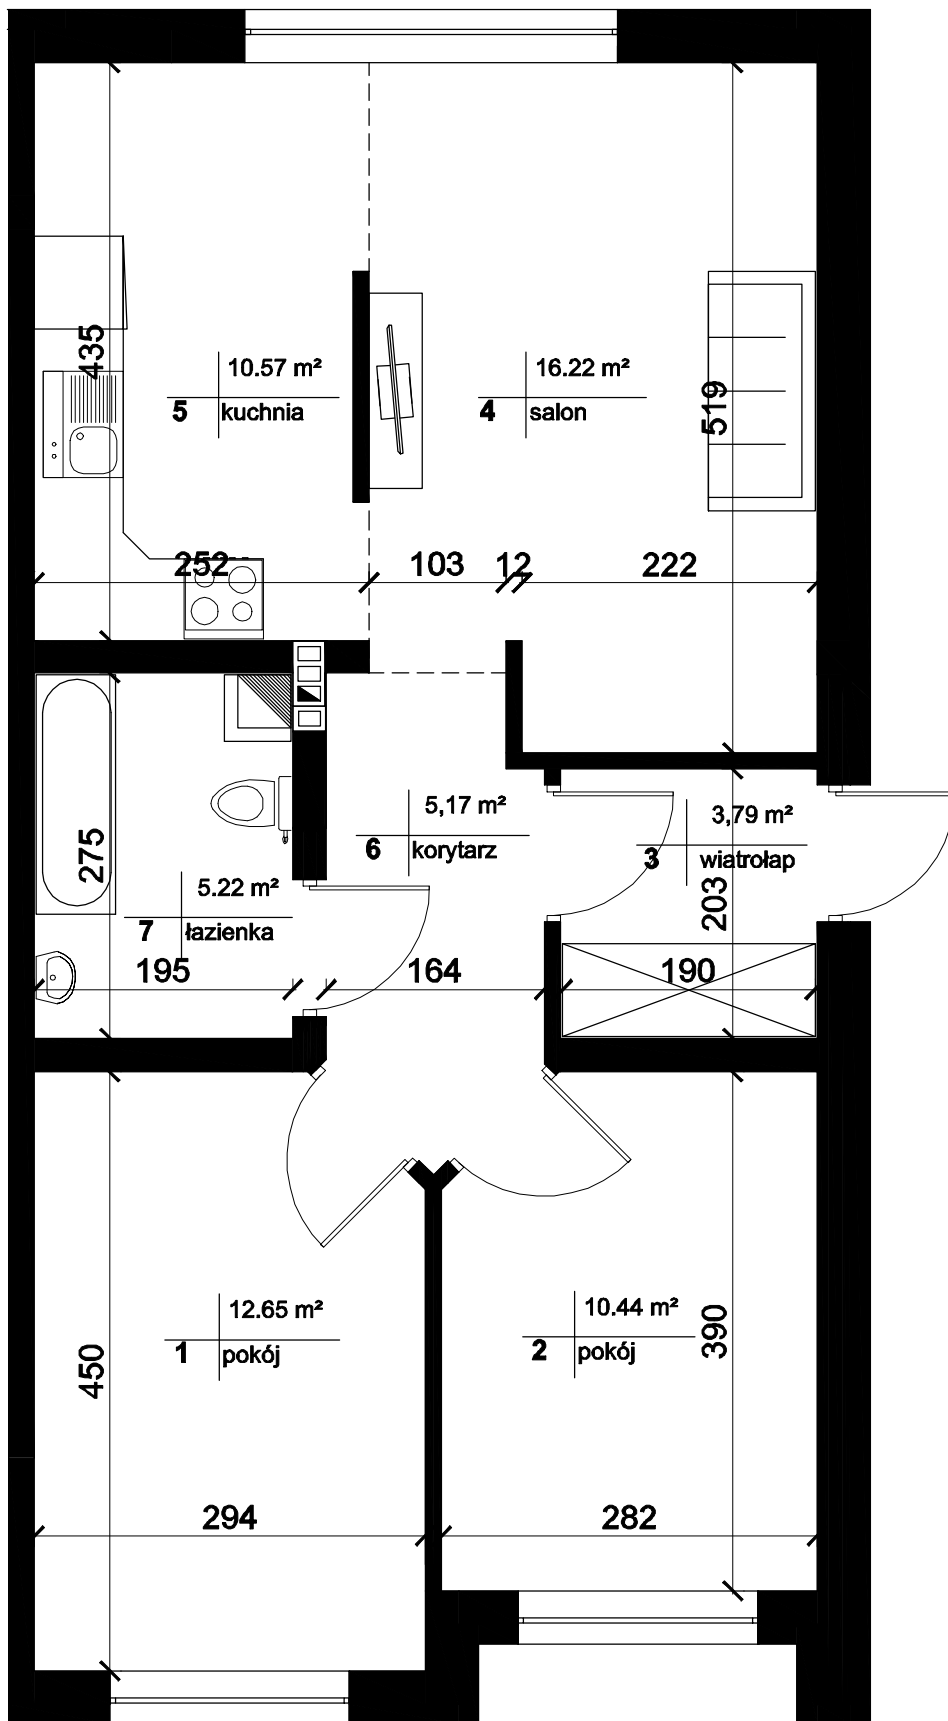 435
10.57 m²
5 kuchnia
16.22 m²
4 salon
519
252
103
12
222
275
5.22 m²
7 łazienka
5,17 m²
6 korytarz
3,79 m²
3 wiatrołap
203
195
164
190
450
12.65 m²
1 pokój
10.44 m²
2 pokój
390
294
282